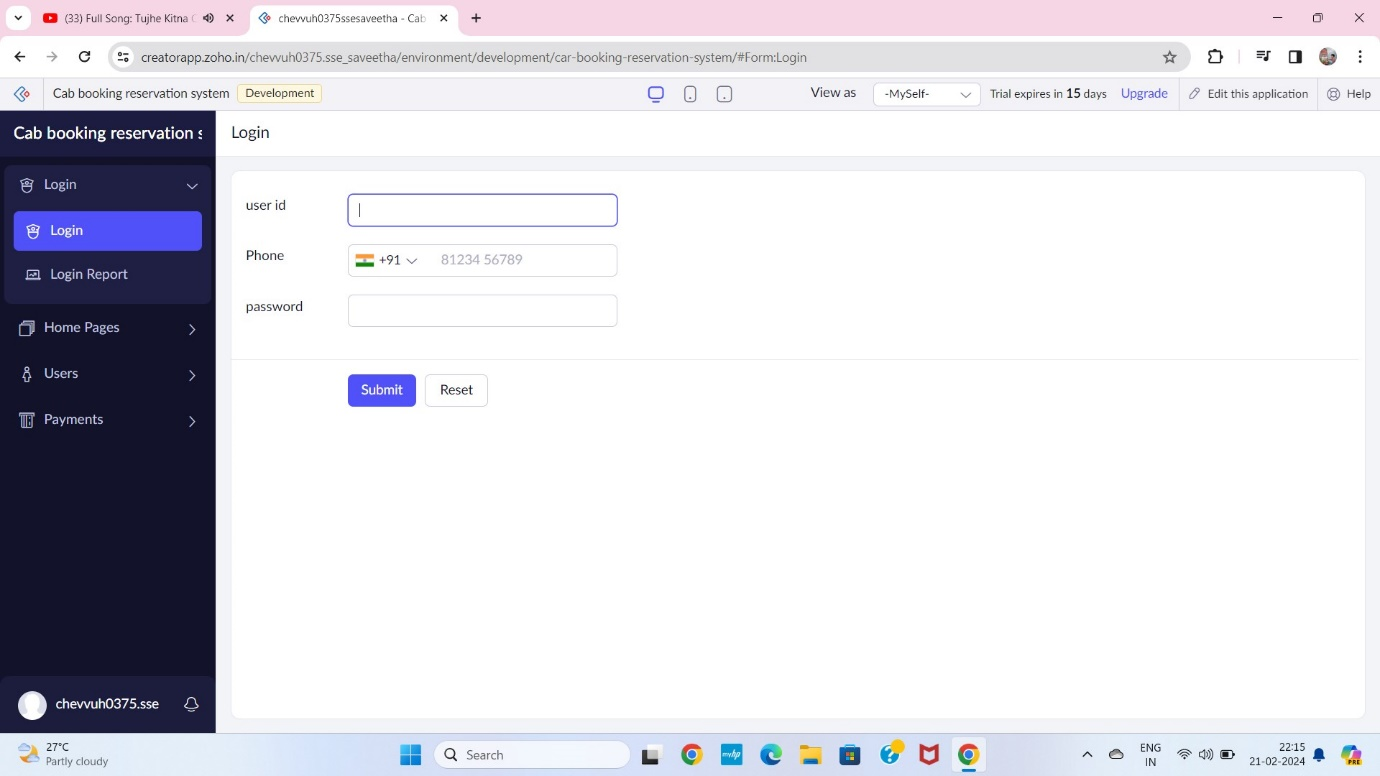 (33) Full Song: Tujhe Kitna
chevvuh0375ssesaveetha - Cab
creatorapp.zoho.in/chevvuh0375.sse_saveetha/environment/development/car-booking-reservation-system/#Form:Login
Cab booking reservation system Development View as -MySelf- Trial expires in 15 days Upgrade Edit this application Help
Cab booking reservation
Login
Login
user id
Login
Phone +91 81234 56789
Login Report
password
Home Pages
Users
Submit Reset
Payments
chevvuh0375.sse
27°C
Partly cloudy
Search
myhp
ENG
IN
22:15
21-02-2024
PRE